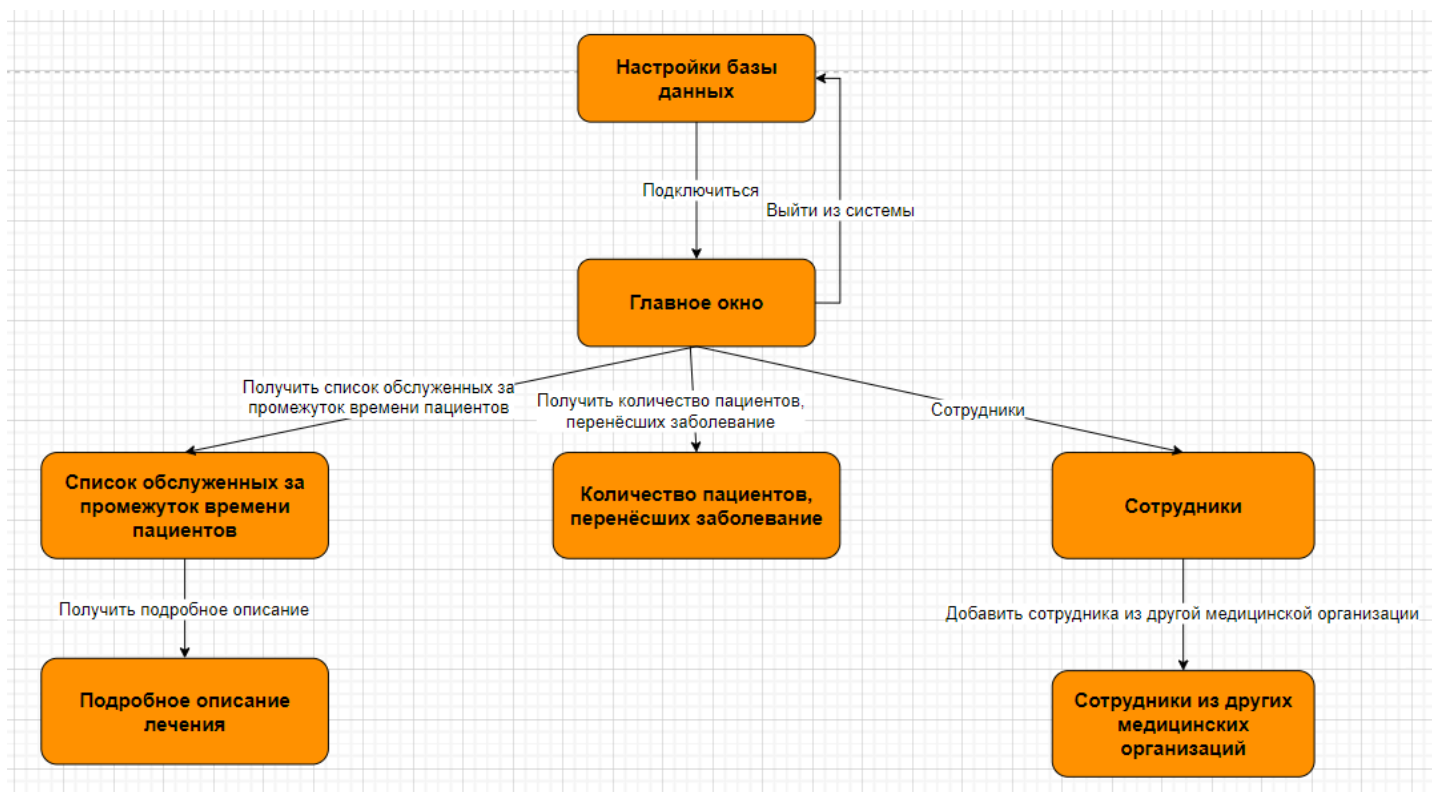 Настройки базы
данных
Подключиться
Выйти из системы
Главное окно
Получить список обслуженных за
промежуток времени пациентов
Получить количество пациентов,
перенёсших заболевание
Сотрудники
Список обслуженных за
промежуток времени
пациентов
Количество пациентов,
перенёсших заболевание
Сотрудники
Получить подробное описание
Добавить сотрудника из другой медицинской организации
Подробное описание
лечения
Сотрудники из других
медицинских
организаций